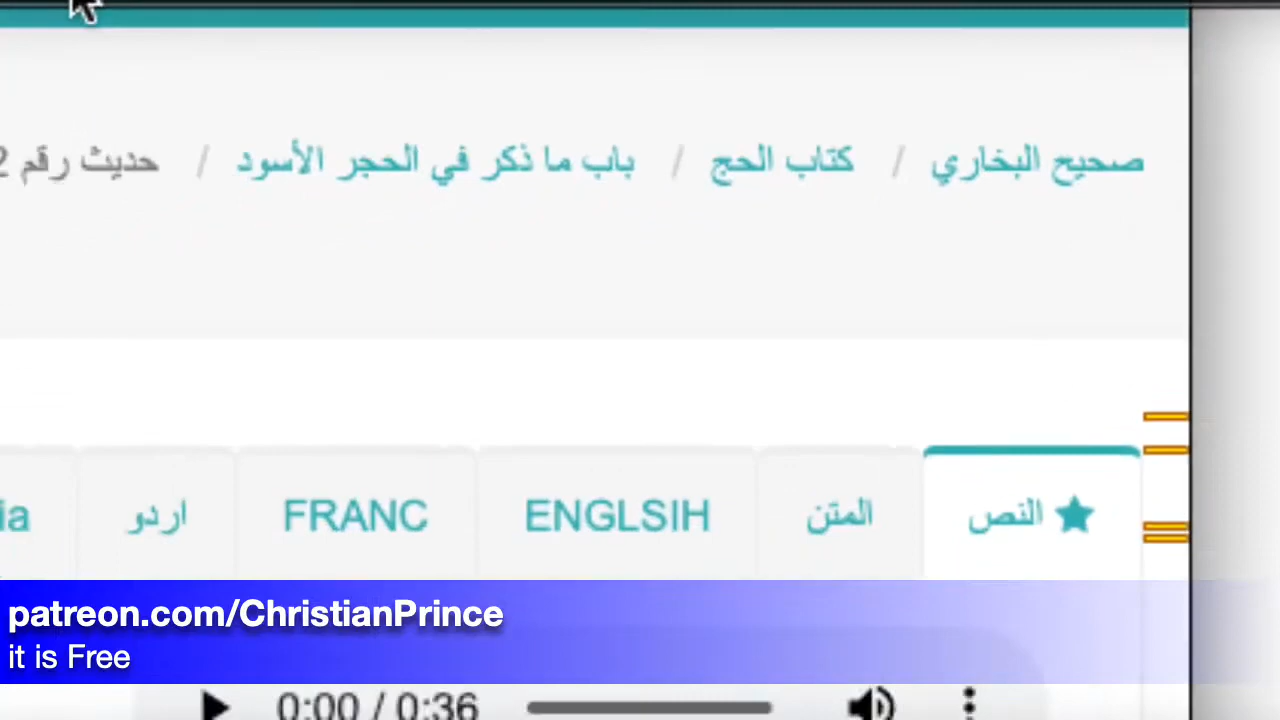 صحيح البخاري / كتاب الحج / باب ما ذكر في الحجر الأسود / حديث رقم
النص المتن ENGLSIH FRANC اردو
patreon.com/ChristianPrince
it is Free
0:00 / 0:36